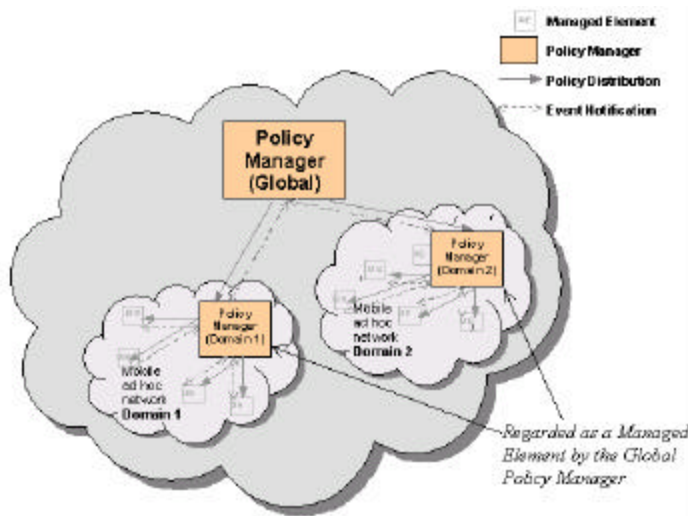 Managed Element
Policy Manager
Policy Distribution
Event Notification
Policy
Manager
(Global)
Policy
Manager
(Domain 2)
Mobile
ad hoc
network
Domain 2
Policy
Manager
(Domain 1)
Mobile
ad hoc
network
Domain 1
Regarded as a Managed
Element by the Global
Policy Manager